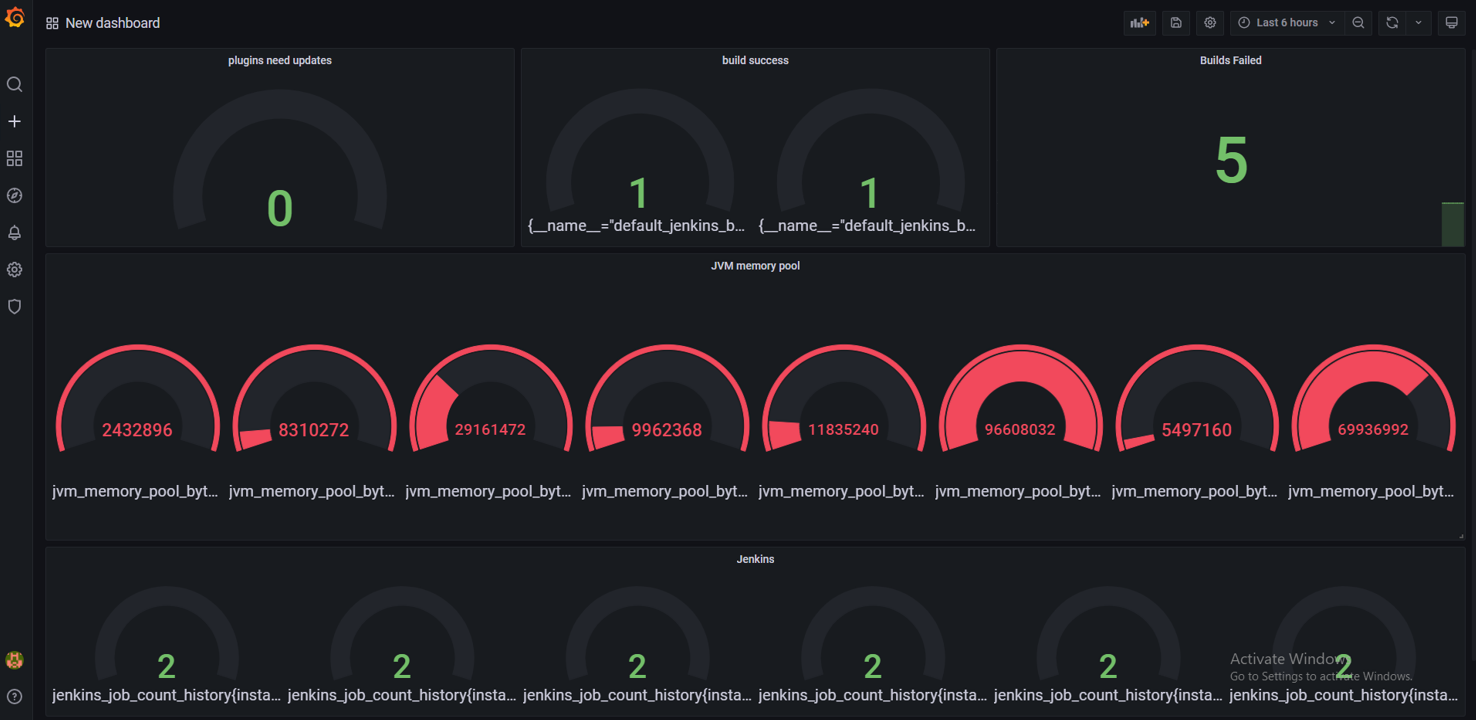 New dashboard
Last 6 hours
plugins need updates
build success
Builds Failed
0
1
1
5
{__name__="default_jenkins_b...
{__name__="default_jenkins_b...
JVM memory pool
2432896
8310272
29161472
9962368
11835240
96608032
5497160
69936992
jvm_memory_pool_byt...
jvm_memory_pool_byt...
jvm_memory_pool_byt...
jvm_memory_pool_byt...
jvm_memory_pool_byt...
jvm_memory_pool_byt...
jvm_memory_pool_byt...
jvm_memory_pool_byt...
Jenkins
2
2
2
2
2
2
Activate Windows
Go to Settings to activate Windows.
jenkins_job_count_history{insta...
jenkins_job_count_history{insta...
jenkins_job_count_history{insta...
jenkins_job_count_history{insta...
jenkins_job_count_history{insta...
jenkins_job_count_history{insta...